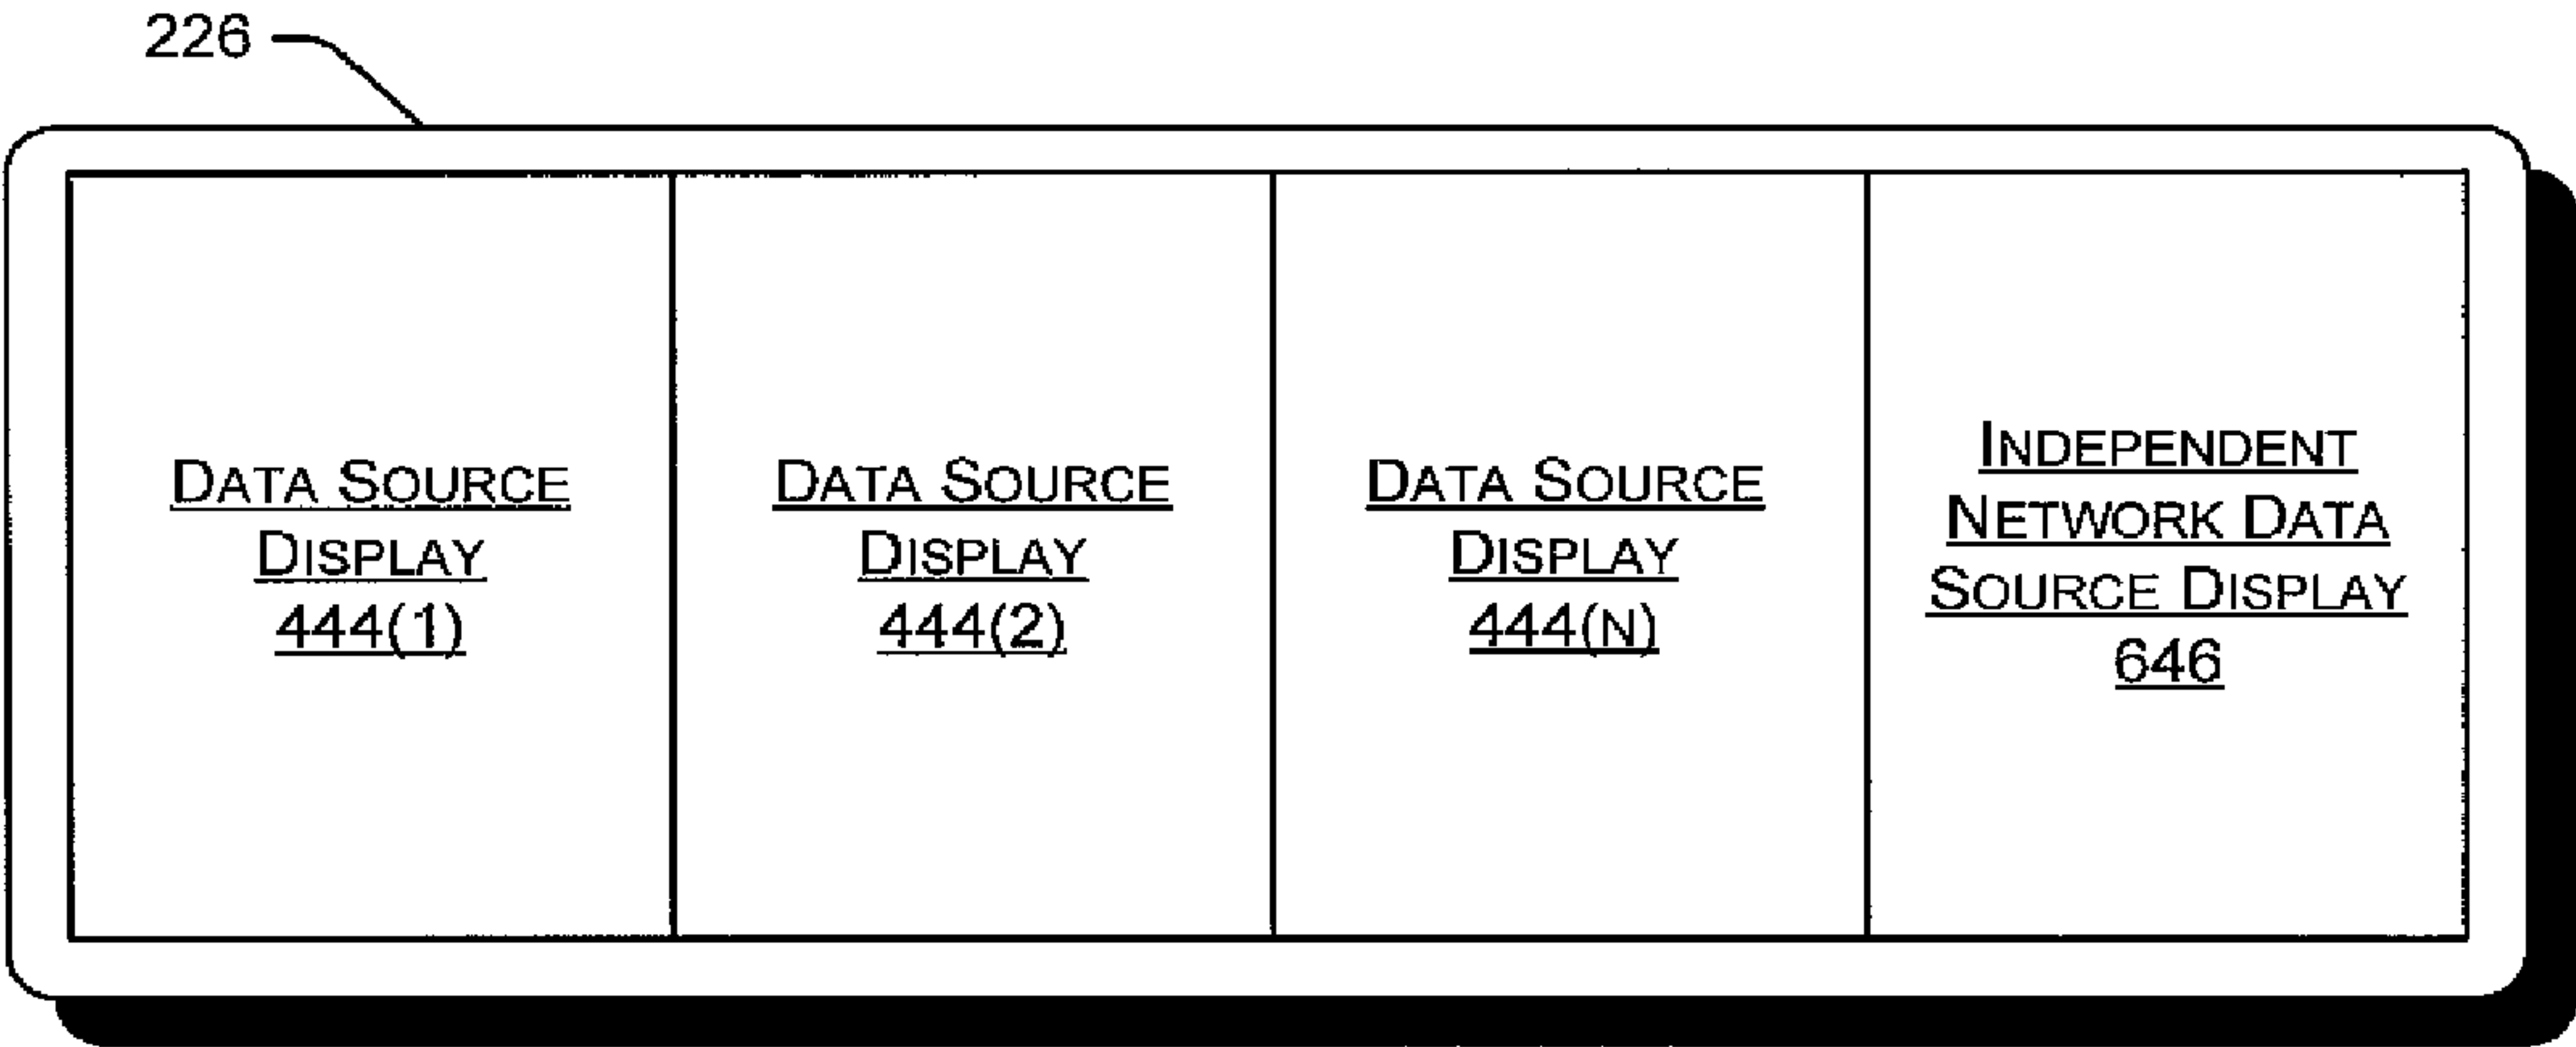 226
DATA SOURCE
DISPLAY
444(1)
DATA SOURCE
DISPLAY
444(2)
DATA SOURCE
DISPLAY
444(N)
INDEPENDENT
NETWORK DATA
SOURCE DISPLAY
646